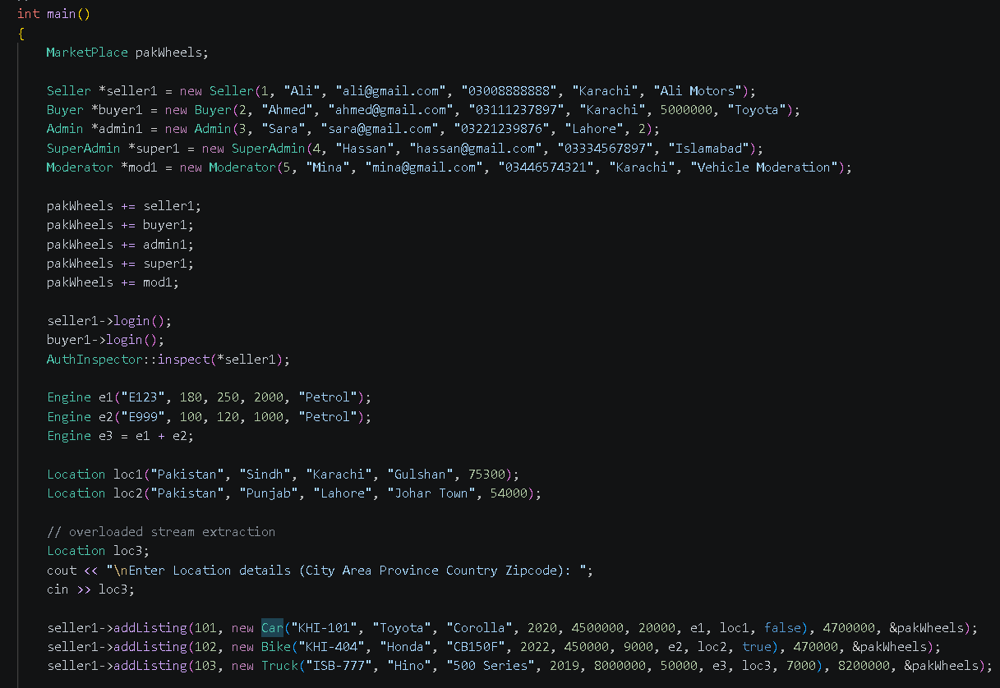 int main()
{
MarketPlace pakWheels;
Seller *seller1 = new Seller(1, "Ali", "ali@gmail.com", "03008888888", "Karachi", "Ali Motors");
Buyer *buyer1 = new Buyer(2, "Ahmed", "ahmed@gmail.com", "03111237897", "Karachi", 5000000, "Toyota");
Admin *admin1 = new Admin(3, "Sara", "sara@gmail.com", "03221239876", "Lahore", 2);
SuperAdmin *super1 = new SuperAdmin(4, "Hassan", "hassan@gmail.com", "03334567897", "Islamabad");
Moderator *mod1 = new Moderator(5, "Mina", "mina@gmail.com", "03446574321", "Karachi", "Vehicle Moderation");
pakWheels += seller1;
pakWheels += buyer1;
pakWheels += admin1;
pakWheels += super1;
pakWheels += mod1;
seller1->login();
buyer1->login();
AuthInspector::inspect(*seller1);
Engine e1("E123", 180, 250, 2000, "Petrol");
Engine e2("E999", 100, 120, 1000, "Petrol");
Engine e3 = e1 + e2;
Location loc1("Pakistan", "Sindh", "Karachi", "Gulshan", 75300);
Location loc2("Pakistan", "Punjab", "Lahore", "Johar Town", 54000);
// overloaded stream extraction
Location loc3;
cout << "\nEnter Location details (City Area Province Country Zipcode): ";
cin >> loc3;
seller1->addListing(101, new Car("KHI-101", "Toyota", "Corolla", 2020, 4500000, 20000, e1, loc1, false), 4700000, &pakWheels);
seller1->addListing(102, new Bike("KHI-404", "Honda", "CB150F", 2022, 450000, 9000, e2, loc2, true), 470000, &pakWheels);
seller1->addListing(103, new Truck("ISB-777", "Hino", "500 Series", 2019, 8000000, 50000, e3, loc3, 7000), 8200000, &pakWheels);